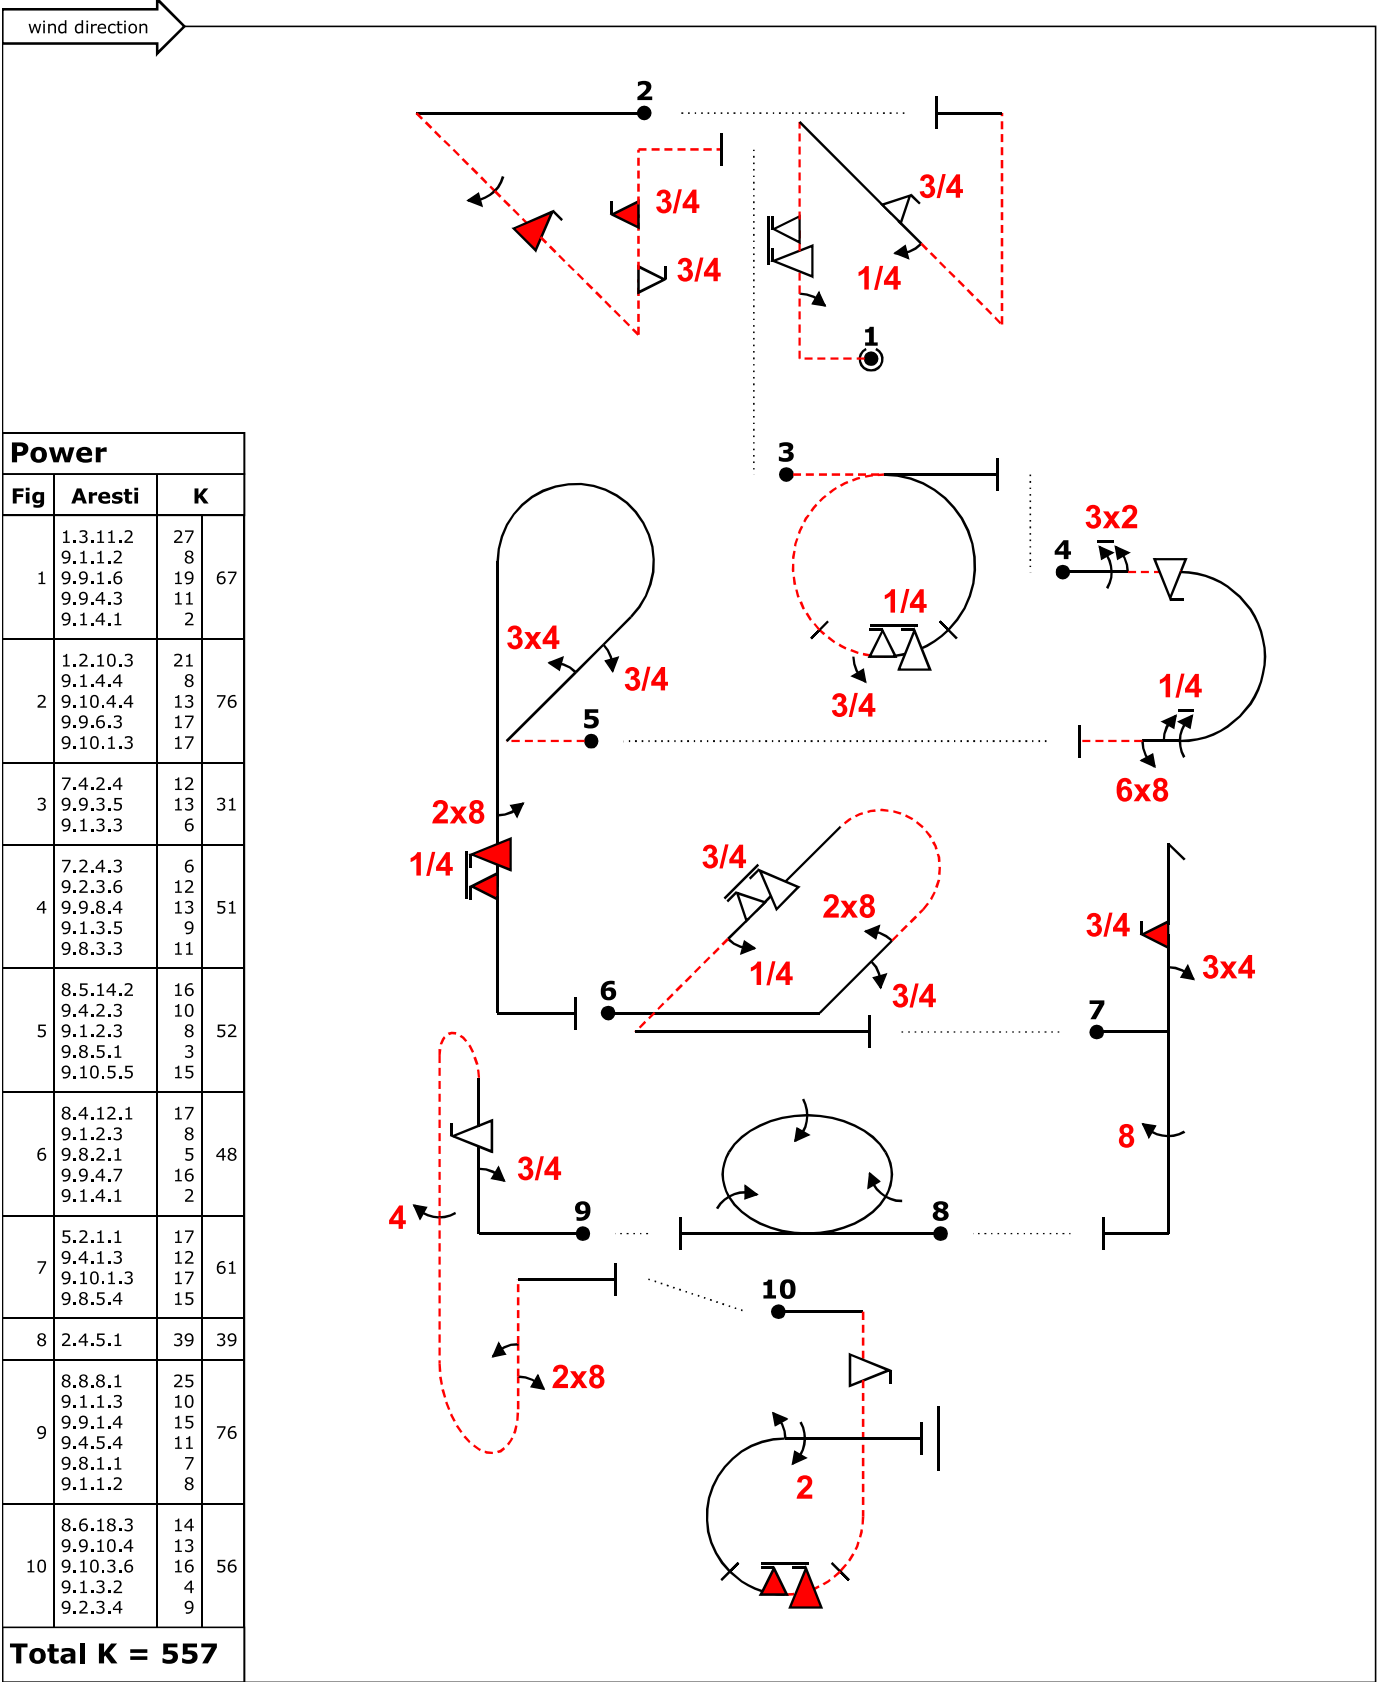 wind direction
2
3/4
3/4
3/4
1/4
1
Power
Fig Aresti K
1 1.3.11.2 27 67
9.1.1.2 8
9.9.1.6 19
9.9.4.3 11
9.1.4.1 2
2 1.2.10.3 21 76
9.1.4.4 8
9.10.4.4 13
9.9.6.3 17
9.10.1.3 17
3 7.4.2.4 12 31
9.9.3.5 13
9.1.3.3 6
4 7.2.4.3 6 51
9.2.3.6 12
9.9.8.4 13
9.1.3.5 9
9.8.3.3 11
5 8.5.14.2 16 52
9.4.2.3 10
9.1.2.3 8
9.8.5.1 3
9.10.5.5 15
6 8.4.12.1 17 48
9.1.2.3 8
9.8.2.1 5
9.9.4.7 16
9.1.4.1 2
7 5.2.1.1 17 61
9.4.1.3 12
9.10.1.3 17
9.8.5.4 15
8 2.4.5.1 39 39
9 8.8.8.1 25 76
9.1.1.3 10
9.9.1.4 15
9.4.5.4 11
9.8.1.1 7
9.1.1.2 8
10 8.6.18.3 14 56
9.9.10.4 13
9.10.3.6 16
9.1.3.2 4
9.2.3.4 9
Total K = 557
3
1/4
3/4
4
3x2
1/4
6x8
5
3x4
3/4
2x8
1/4
6
3/4
2x8
1/4
3/4
7
3/4
3x4
8
8
9
3/4
4
2x8
10
2